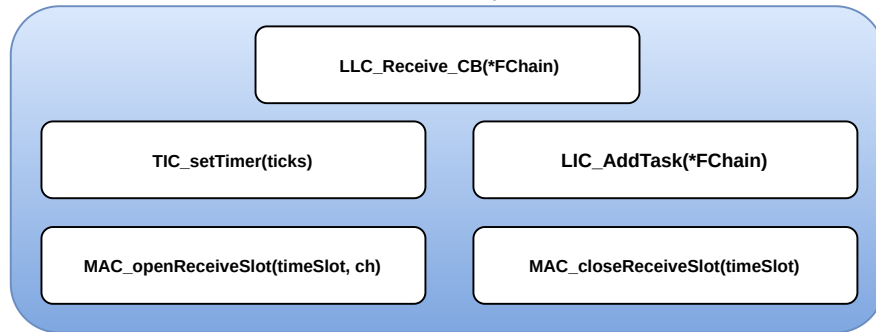 LLC_Receive_CB(*FChain)
TIC_setTimer(ticks)
LIC_AddTask(*FChain)
MAC_openReceiveSlot(timeSlot, ch)
MAC_closeReceiveSlot(timeSlot)